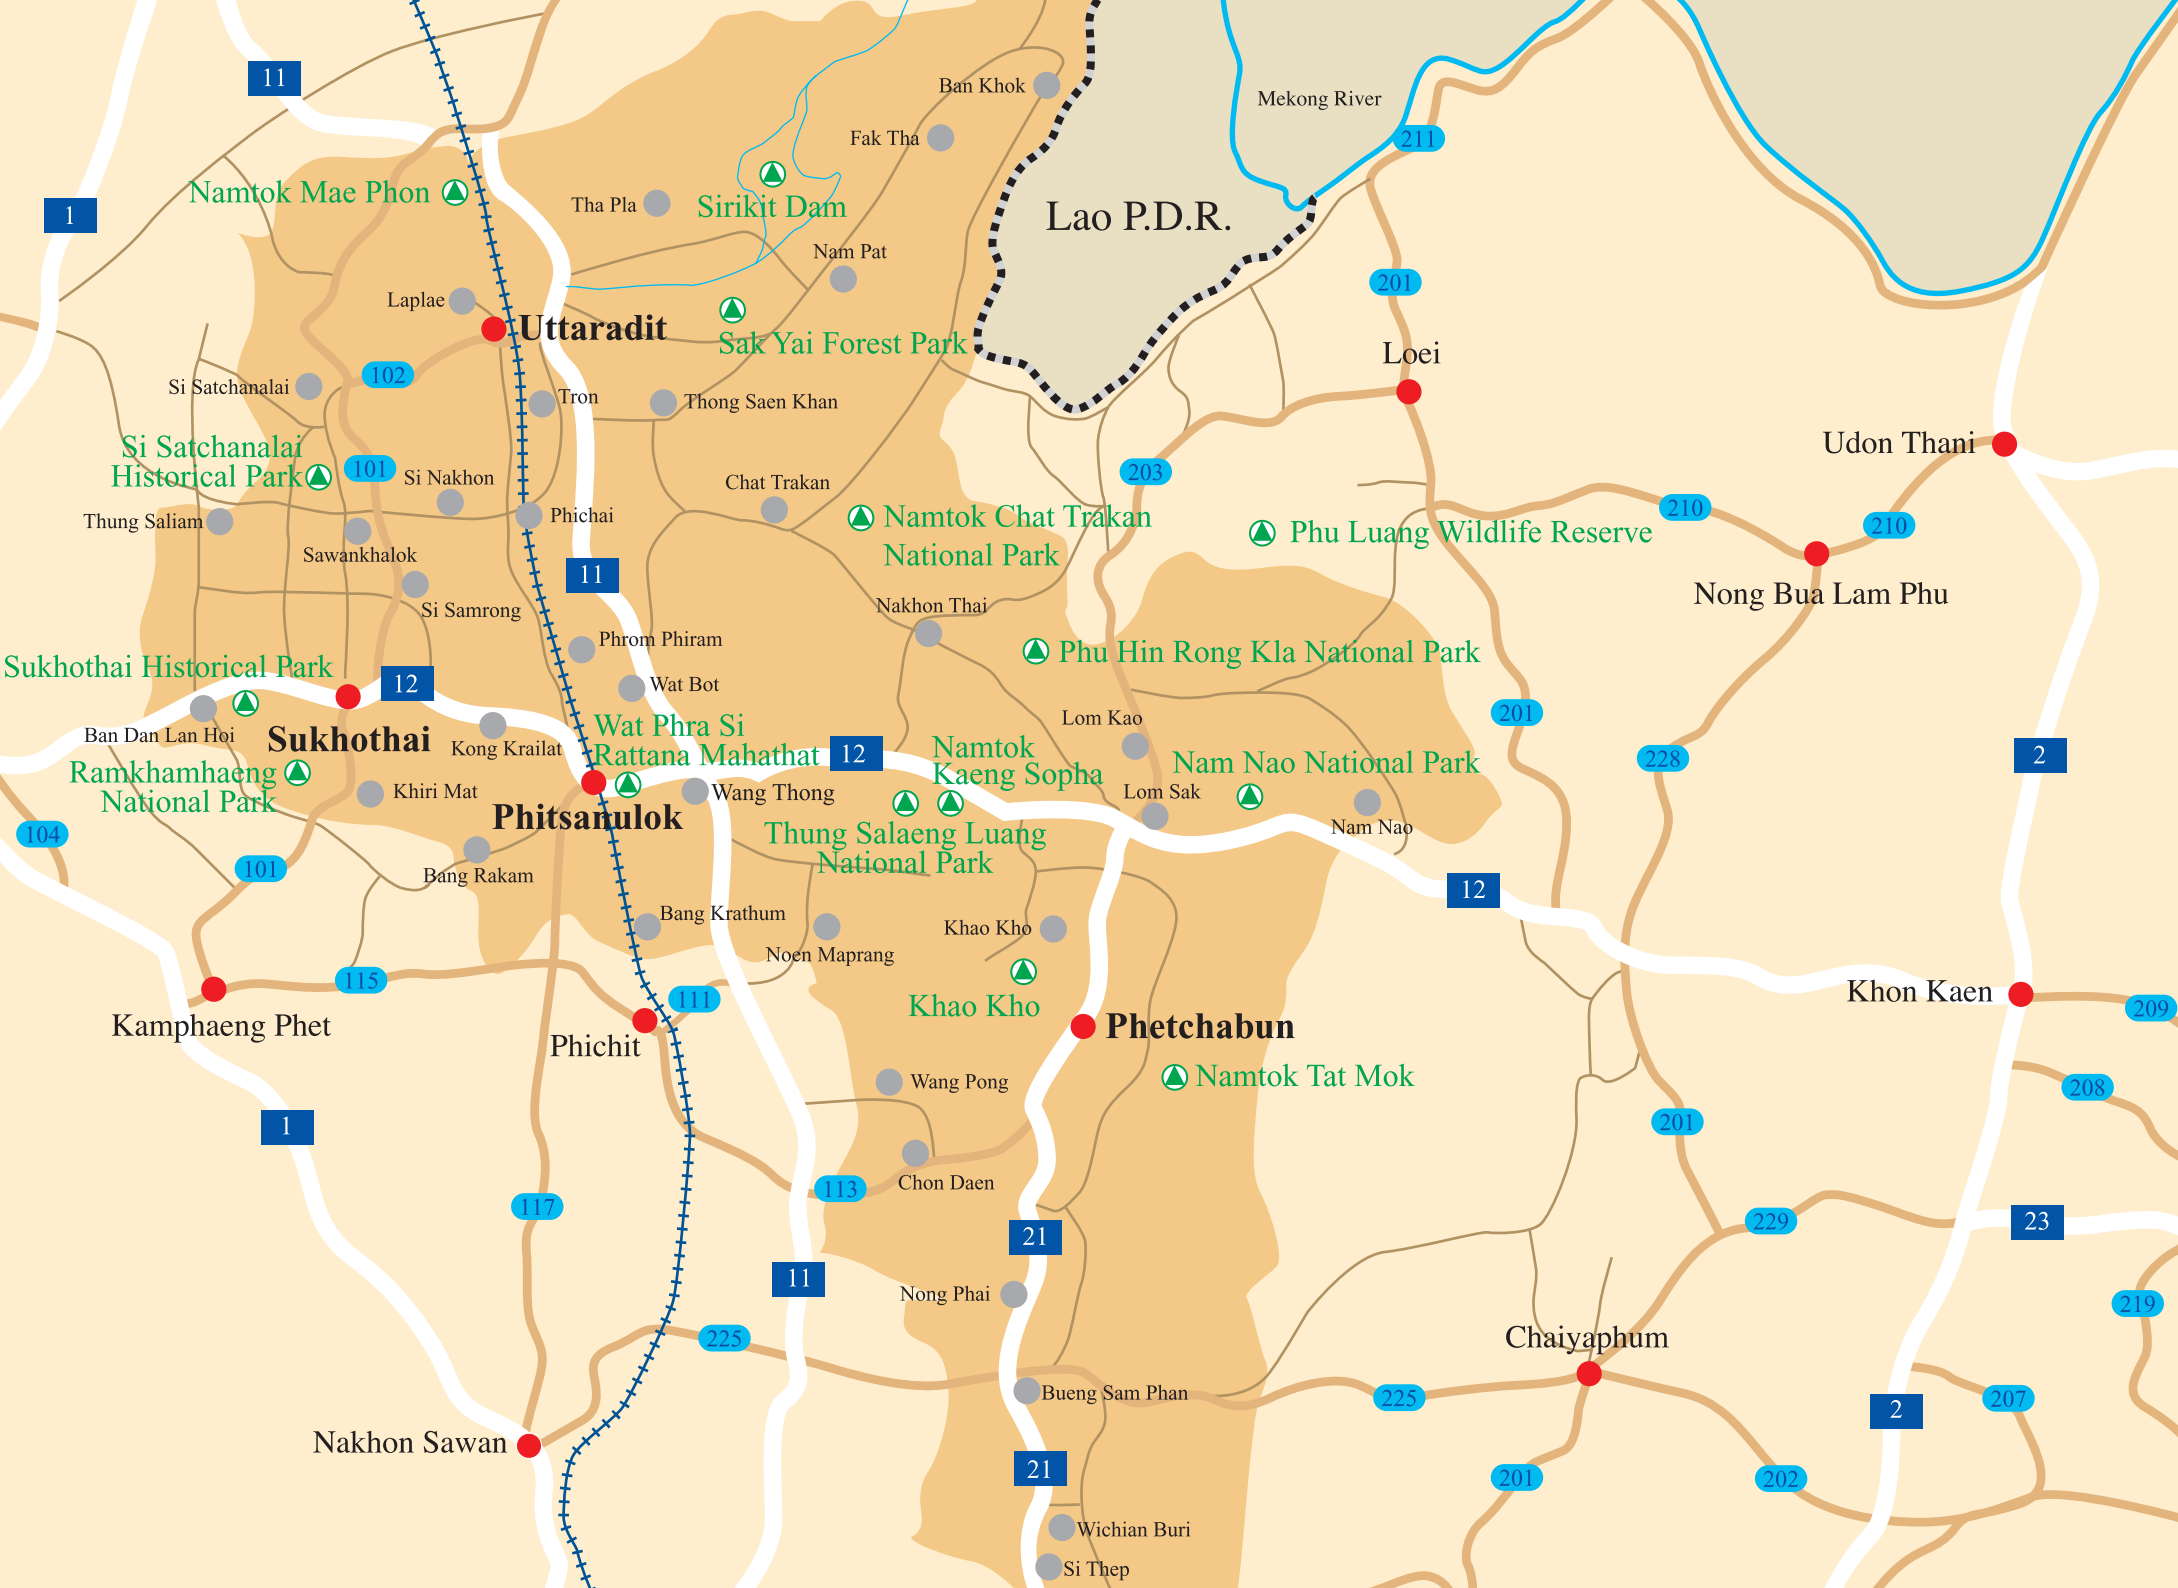 11
Ban Khok
Mekong River
Fak Tha
211
Namtok Mae Phon
Tha Pla
Sirikit Dam
1
Lao P.D.R.
Nam Pat
201
Laplae
Uttaradit
Sak Yai Forest Park
Loei
102
Si Satchanalai
Tron
Thong Saen Khan
Udon Thani
Si Satchanalai
Historical Park
101
Si Nakhon
203
Chat Trakan
210
Thung Saliam
Phichai
Namtok Chat Trakan
National Park
Phu Luang Wildlife Reserve
210
Sawankhalok
11
Nong Bua Lam Phu
Si Samrong
Nakhon Thai
Phrom Phiram
Phu Hin Rong Kla National Park
Sukhothai Historical Park
12
Wat Bot
201
Lom Kao
Ban Dan Lan Hoi
Sukhothai
Kong Krailat
Wat Phra Si
Rattana Mahathat
12
Namtok
Kaeng Sopha
Nam Nao National Park
228
2
Ramkhamhaeng
National Park
Khiri Mat
Wang Thong
Lom Sak
Phitsanulok
Nam Nao
104
Thung Salaeng Luang
National Park
101
Bang Rakam
12
Bang Krathum
Khao Kho
Noen Maprang
115
111
Khao Kho
Khon Kaen
209
Kamphaeng Phet
Phichit
Phetchabun
Wang Pong
Namtok Tat Mok
208
1
201
Chon Daen
113
117
229
23
21
11
Nong Phai
219
225
Chaiyaphum
Bueng Sam Phan
225
207
2
Nakhon Sawan
21
201
202
Wichian Buri
Si Thep